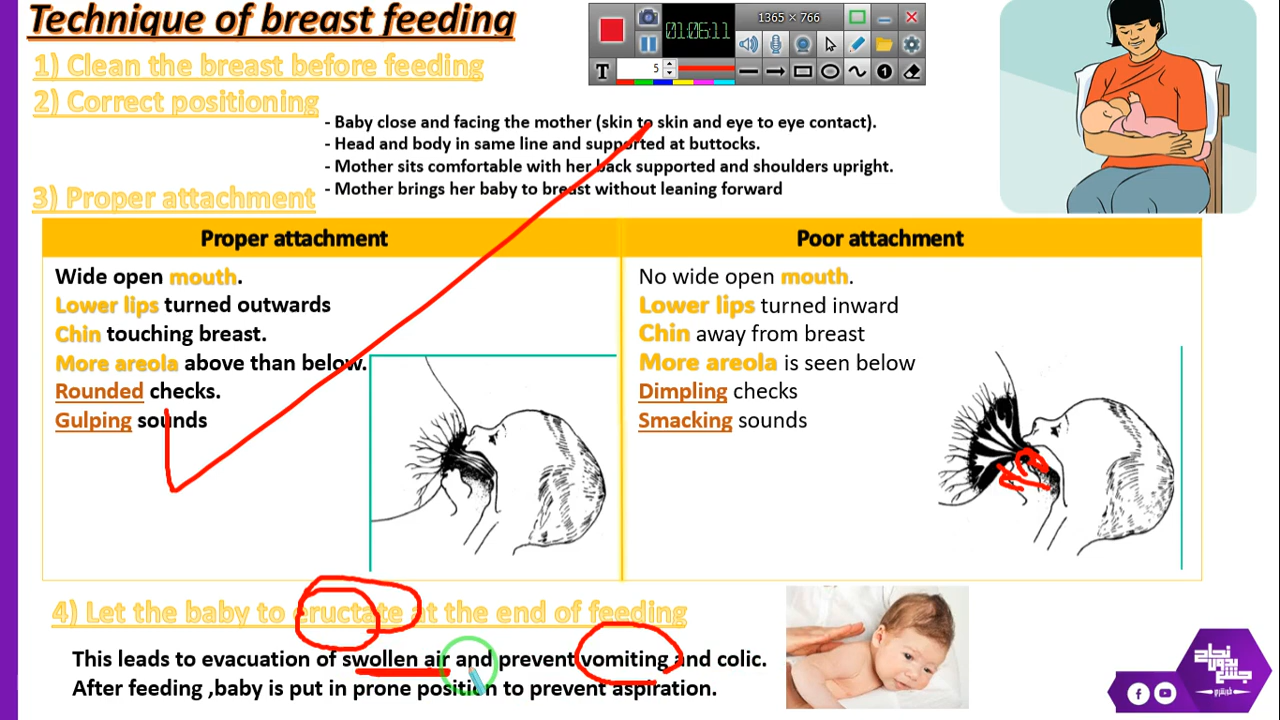 Technique of breast feeding
01:06:11
1365 × 766
T
5
1
1) Clean the breast before feeding
2) Correct positioning
- Baby close and facing the mother (skin to skin and eye to eye contact).
- Head and body in same line and supported at buttocks.
- Mother sits comfortable with her back supported and shoulders upright.
- Mother brings her baby to breast without leaning forward
3) Proper attachment
Proper attachment
Wide open mouth.
Lower lips turned outwards
Chin touching breast.
More areola above than below.
Rounded checks.
Gulping sounds
Poor attachment
No wide open mouth.
Lower lips turned inward
Chin away from breast
More areola is seen below
Dimpling checks
Smacking sounds
4) Let the baby to eructate at the end of feeding
This leads to evacuation of swollen air and prevent vomiting and colic.
After feeding ,baby is put in prone position to prevent aspiration.